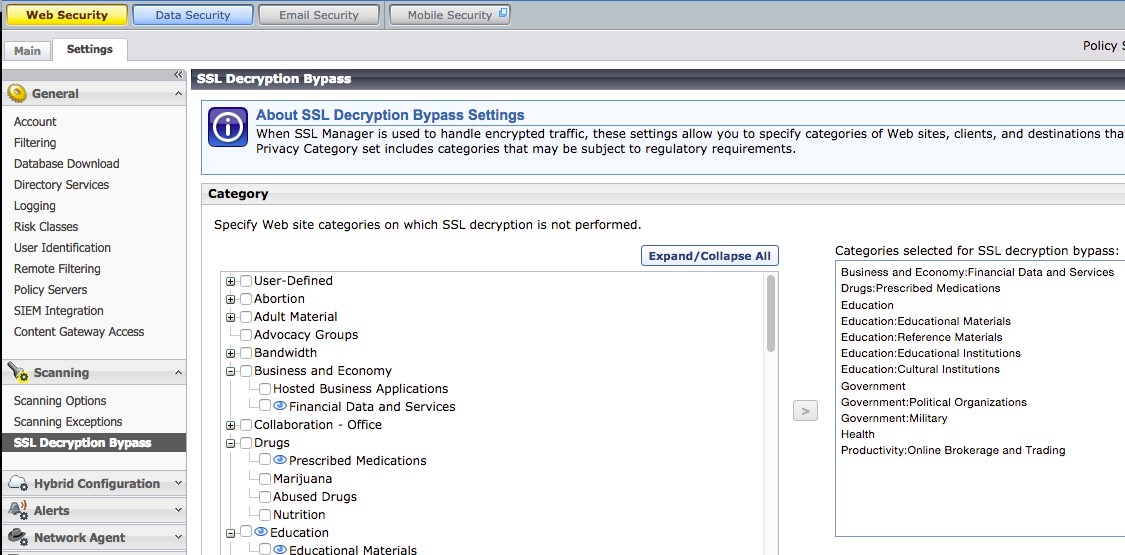 Web Security
Data Security
Email Security
Mobile Security
Main
Settings
Policy S
General
Account
Filtering
Database Download
Directory Services
Logging
Risk Classes
User Identification
Remote Filtering
Policy Servers
SIEM Integration
Content Gateway Access
Scanning
Scanning Options
Scanning Exceptions
SSL Decryption Bypass
Hybrid Configuration
Alerts
Network Agent
SSL Decryption Bypass
About SSL Decryption Bypass Settings
When SSL Manager is used to handle encrypted traffic, these settings allow you to specify categories of Web sites, clients, and destinations tha
Privacy Category set includes categories that may be subject to regulatory requirements.
Category
Specify Web site categories on which SSL decryption is not performed.
Expand/Collapse All
User-Defined
Abortion
Adult Material
Advocacy Groups
Bandwidth
Business and Economy
Hosted Business Applications
Financial Data and Services
Collaboration - Office
Drugs
Prescribed Medications
Marijuana
Abused Drugs
Nutrition
Education
Educational Materials
>
Categories selected for SSL decryption bypass:
Business and Economy:Financial Data and Services
Drugs:Prescribed Medications
Education
Education:Educational Materials
Education:Reference Materials
Education:Educational Institutions
Education:Cultural Institutions
Government
Government:Political Organizations
Government:Military
Health
Productivity:Online Brokerage and Trading